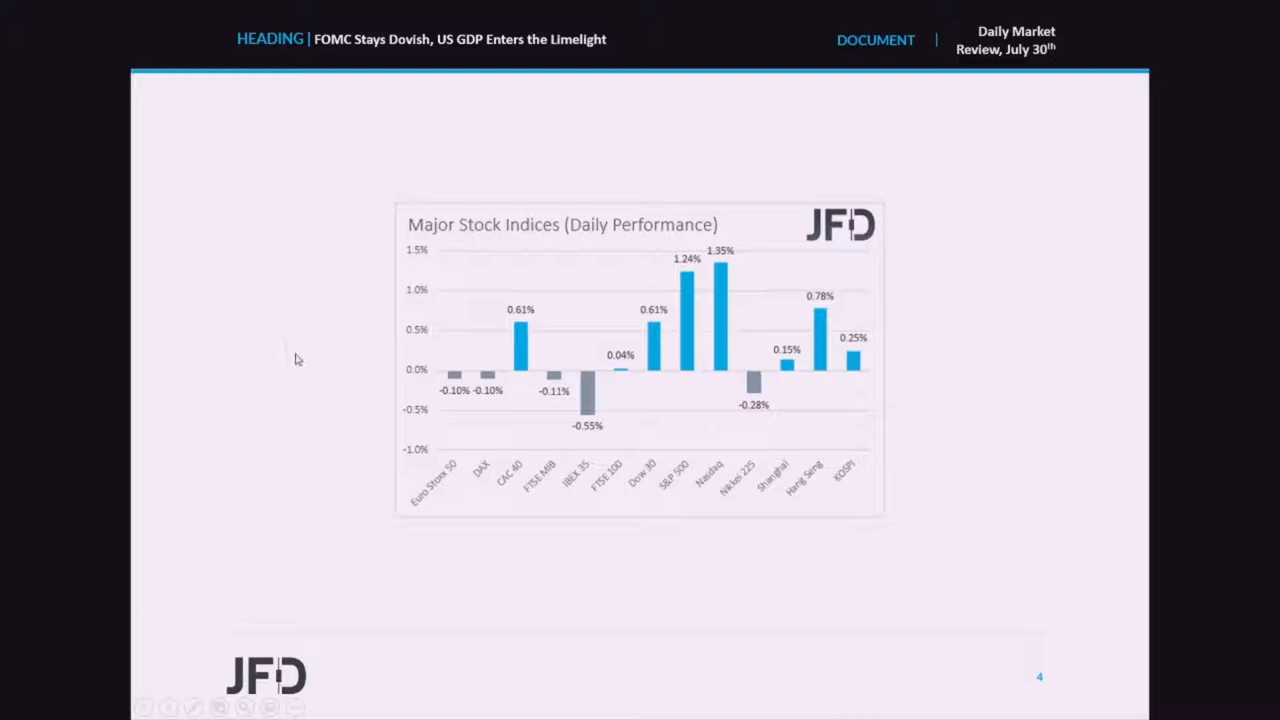 HEADING | FOMC Stays Dovish, US GDP Enters the Limelight
DOCUMENT |
Daily Market
Review, July 30th
Major Stock Indices (Daily Performance)
JFD
1.5%
1.0%
0.5%
0.0%
-0.5%
-1.0%
-0.10%
-0.10%
0.61%
-0.11%
-0.55%
0.04%
0.61%
1.24%
1.35%
-0.28%
0.15%
0.78%
0.25%
Euro Stoxx 50
DAX
CAC 40
FTSE MIB
IBEX 35
FTSE 100
Dow 30
S&P 500
Nasdaq
Nikkei 225
Shanghai
Hang Seng
KOSPI
JFD
4